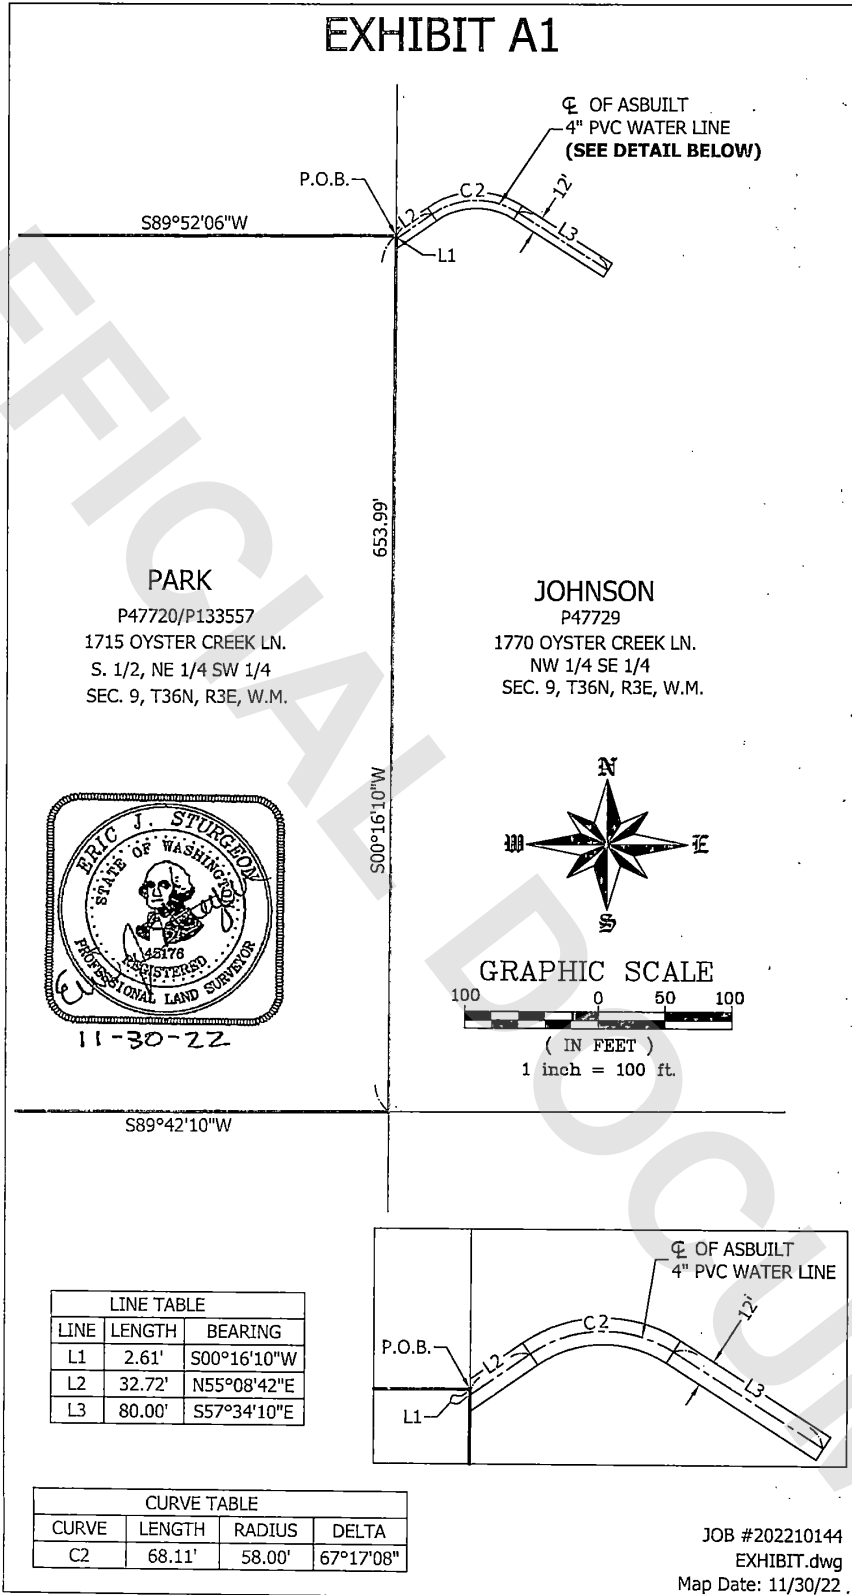 EXHIBIT A1
℄ OF ASBUILT
4" PVC WATER LINE
(SEE DETAIL BELOW)
P.O.B.
C2
12'
L2
L3
S89°52'06"W
L1
653.99'
PARK
P47720/P133557
1715 OYSTER CREEK LN.
S. 1/2, NE 1/4 SW 1/4
SEC. 9, T36N, R3E, W.M.
JOHNSON
P47729
1770 OYSTER CREEK LN.
NW 1/4 SE 1/4
SEC. 9, T36N, R3E, W.M.
S00°16'10"W
ERIC J. STURGEON
STATE OF WASHINGTON
45176
REGISTERED
PROFESSIONAL LAND SURVEYOR
11-30-22
N
W
E
S
GRAPHIC SCALE
100 0 50 100
( IN FEET )
1 inch = 100 ft.
S89°42'10"W
℄ OF ASBUILT
4" PVC WATER LINE
12'
C2
P.O.B.
L2
L3
L1
LINE TABLE
LINE LENGTH BEARING
L1 2.61' S00°16'10"W
L2 32.72' N55°08'42"E
L3 80.00' S57°34'10"E
CURVE TABLE
CURVE LENGTH RADIUS DELTA
C2 68.11' 58.00' 67°17'08"
JOB #202210144
EXHIBIT.dwg
Map Date: 11/30/22
FFICIAL DOCUM